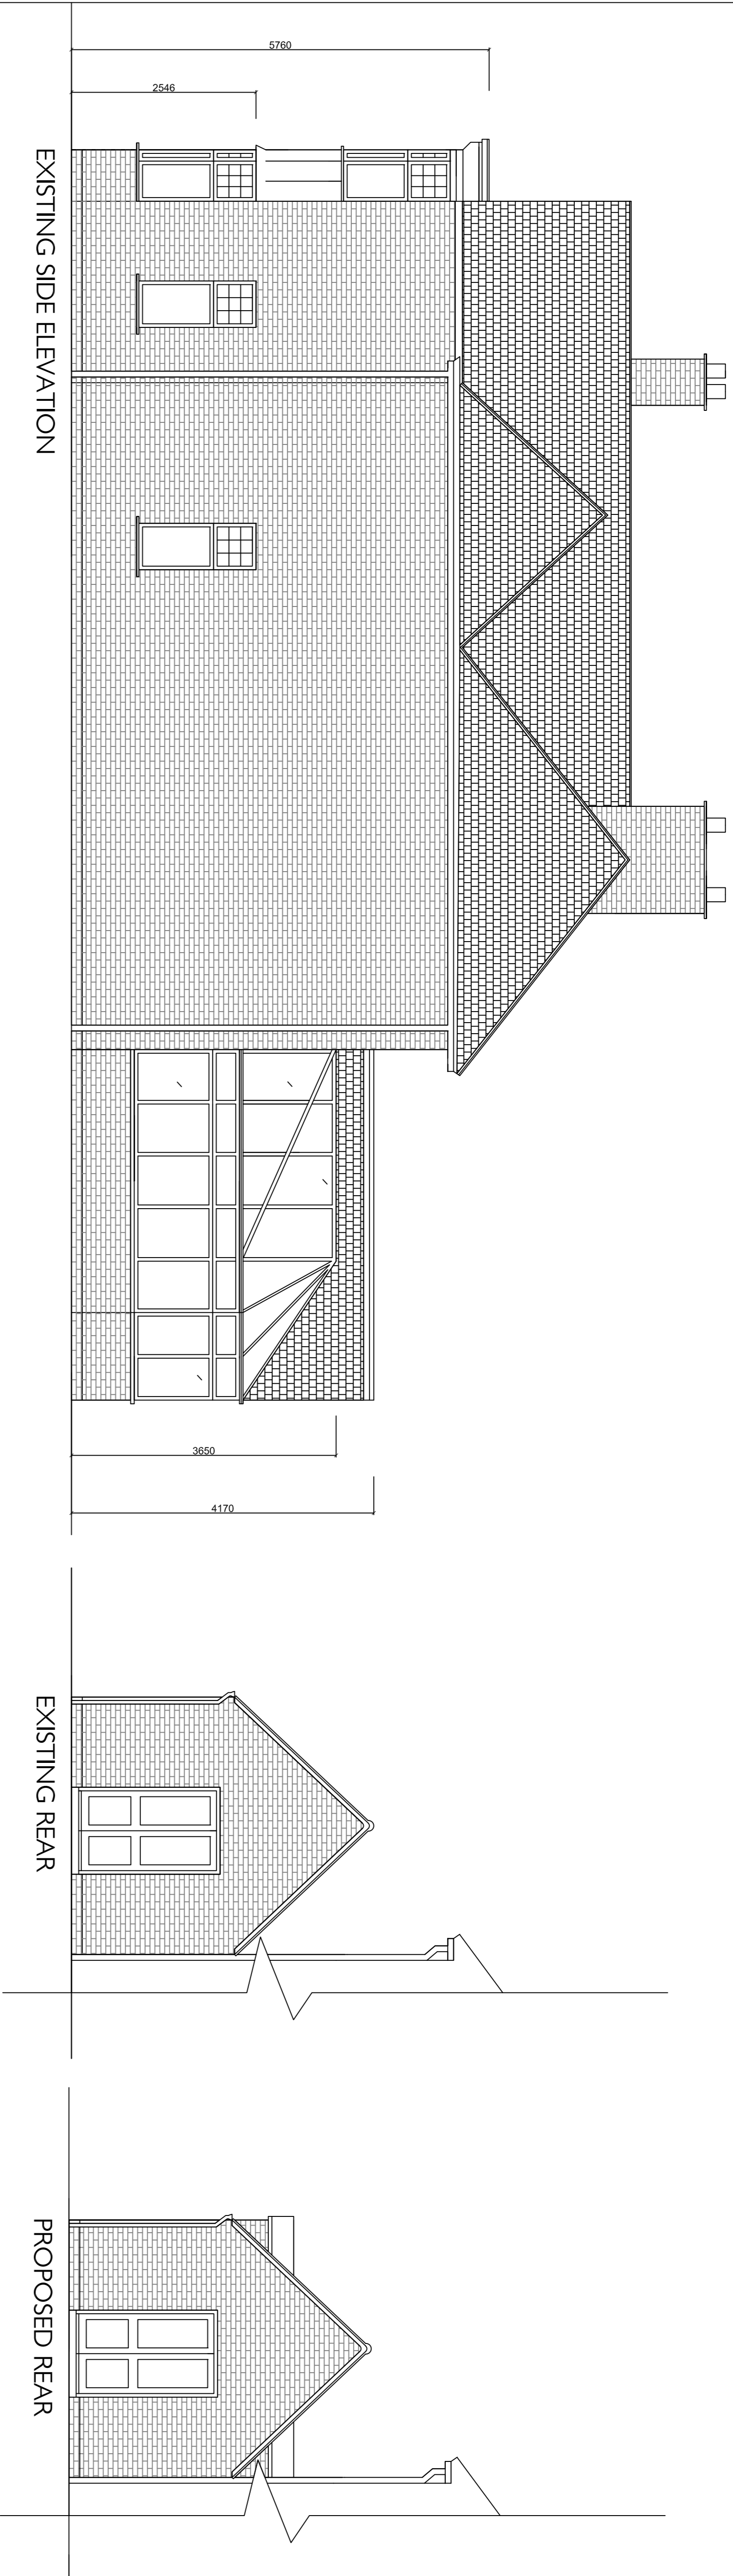 5760
2546
EXISTING SIDE ELEVATION
3650
4170
EXISTING REAR
PROPOSED REAR